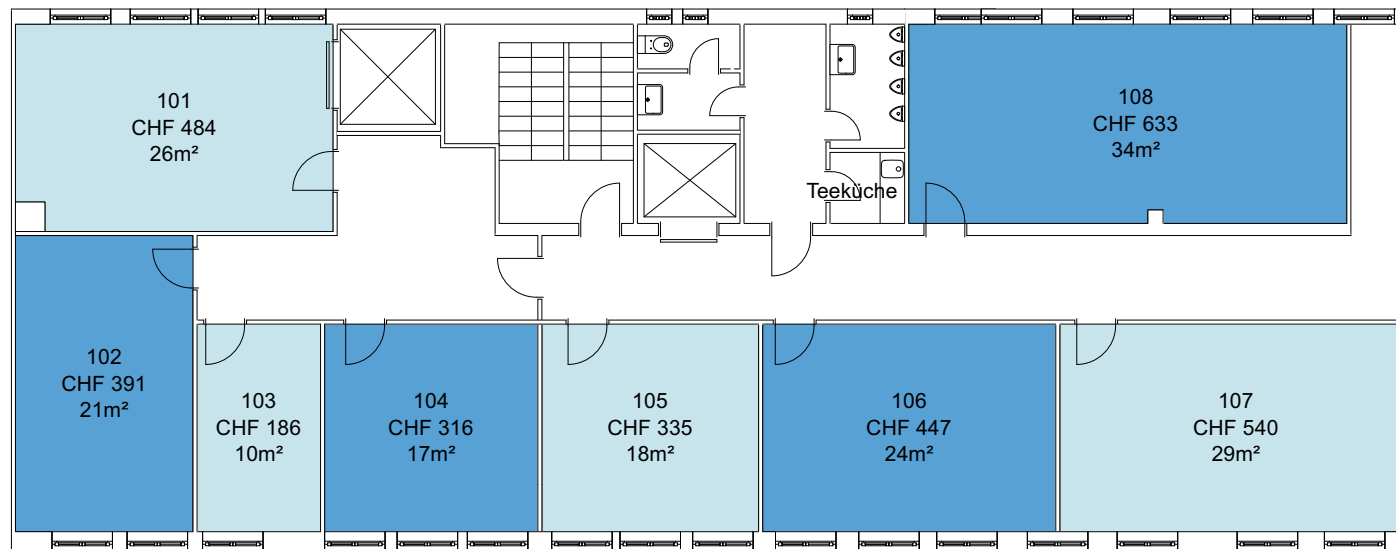 101
CHF 484
26m²
108
CHF 633
34m²
Teeküche
102
CHF 391
21m²
103
CHF 186
10m²
104
CHF 316
17m²
105
CHF 335
18m²
106
CHF 447
24m²
107
CHF 540
29m²